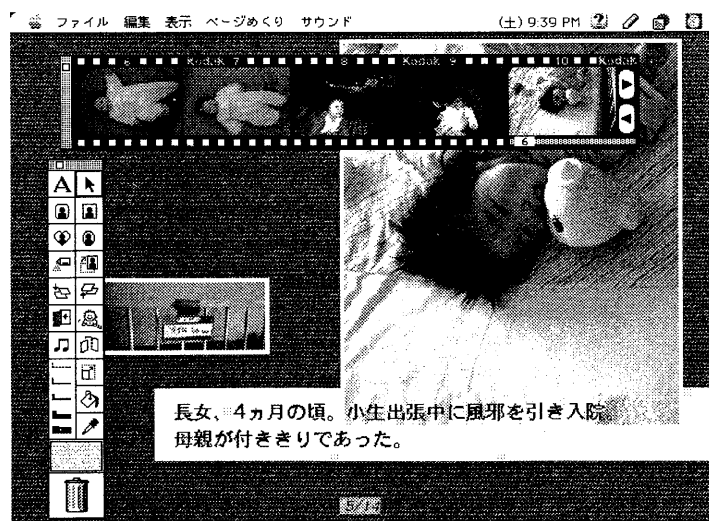 ファイル 編集 表示 ページめくり サウンド (土) 9:39 PM
6 Kodak 7 8 Kodak 9 10 Kodak
6
A
長女、4ヵ月の頃。小生出張中に風邪を引き入院。
母親が付ききりであった。